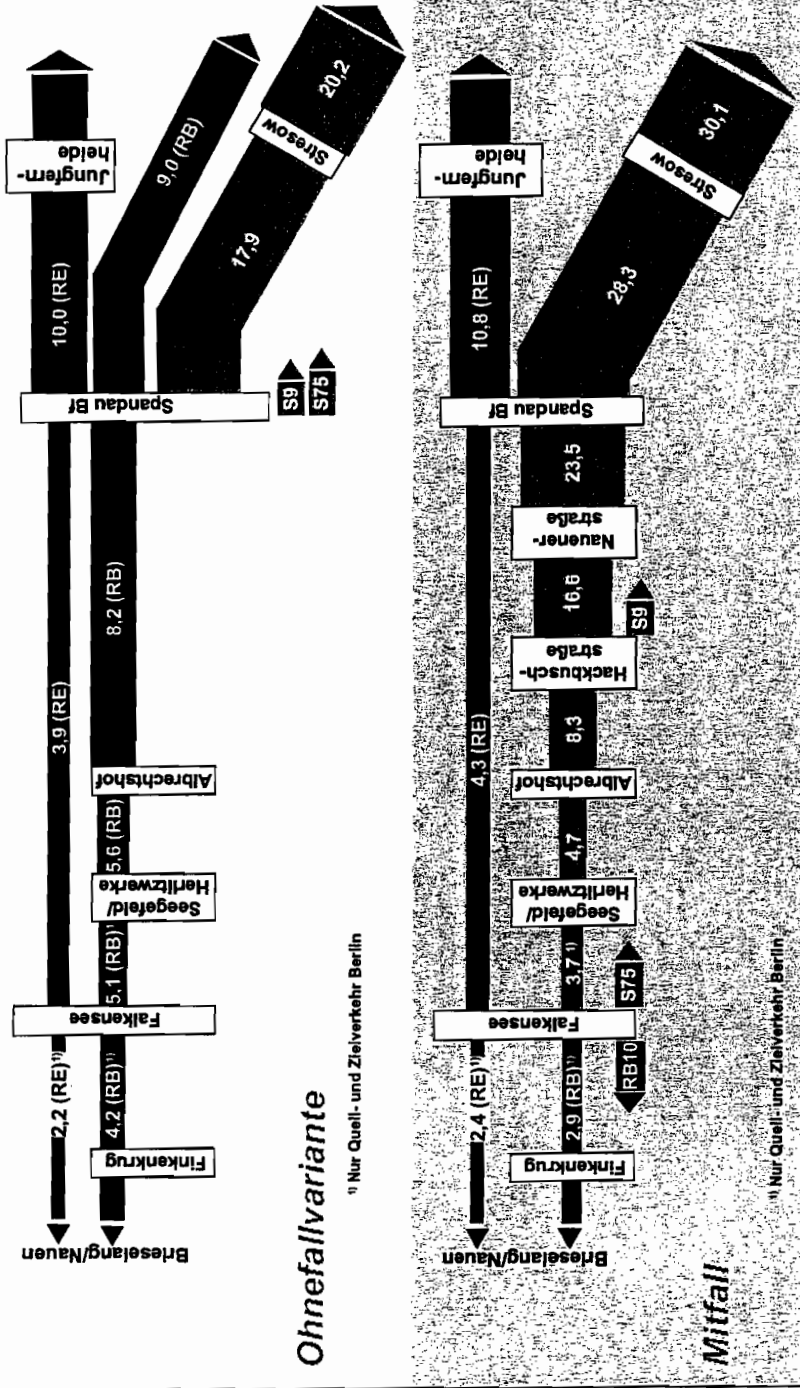 Ohnefallvariante
¹⁾ Nur Quell- und Zielverkehr Berlin
Brieselang/Nauen
2,2 (RE)¹⁾
4,2 (RB)¹⁾
Finkenkrug
Falkensee
3,9 (RE)
5,1 (RB)¹⁾
Seegefeld/
Herlitzwerke
5,6 (RB)
Albrechtshof
8,2 (RB)
Spandau Bf
S9
S75
10,0 (RE)
Jungfern-
heide
9,0 (RB)
17,9
Stresow
20,2
Mitfall
¹⁾ Nur Quell- und Zielverkehr Berlin
Brieselang/Nauen
2,4 (RE)¹⁾
2,9 (RB)¹⁾
Finkenkrug
Falkensee
RB10
S75
4,3 (RE)
3,7 ¹⁾
Seegefeld/
Herlitzwerke
4,7
Albrechtshof
8,3
Hackbusch-
straße
S9
16,6
Nauener-
straße
23,5
Spandau Bf
10,8 (RE)
Jungfern-
heide
28,3
Stresow
30,1